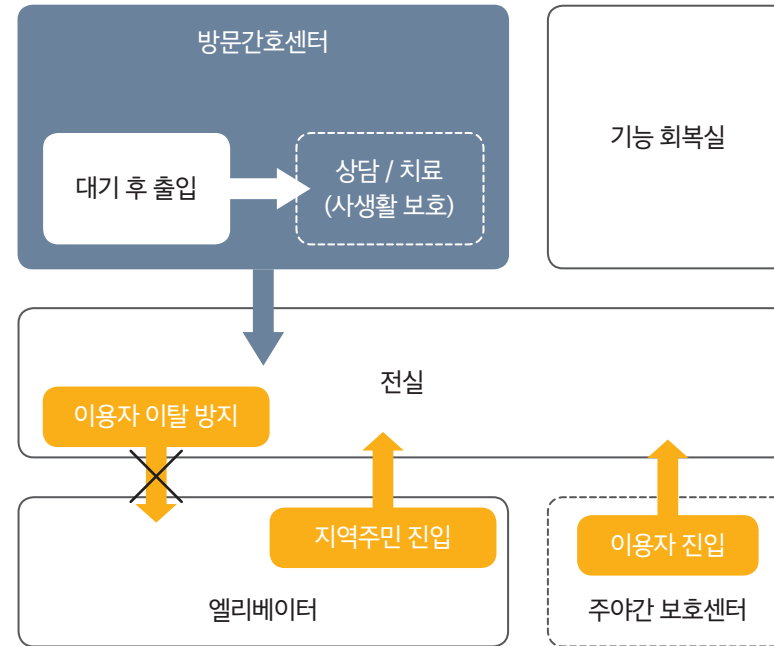 방문간호센터
대기 후 출입
상담 / 치료
(사생활 보호)
기능 회복실
전실
이용자 이탈 방지
지역주민 진입
엘리베이터
이용자 진입
주야간 보호센터